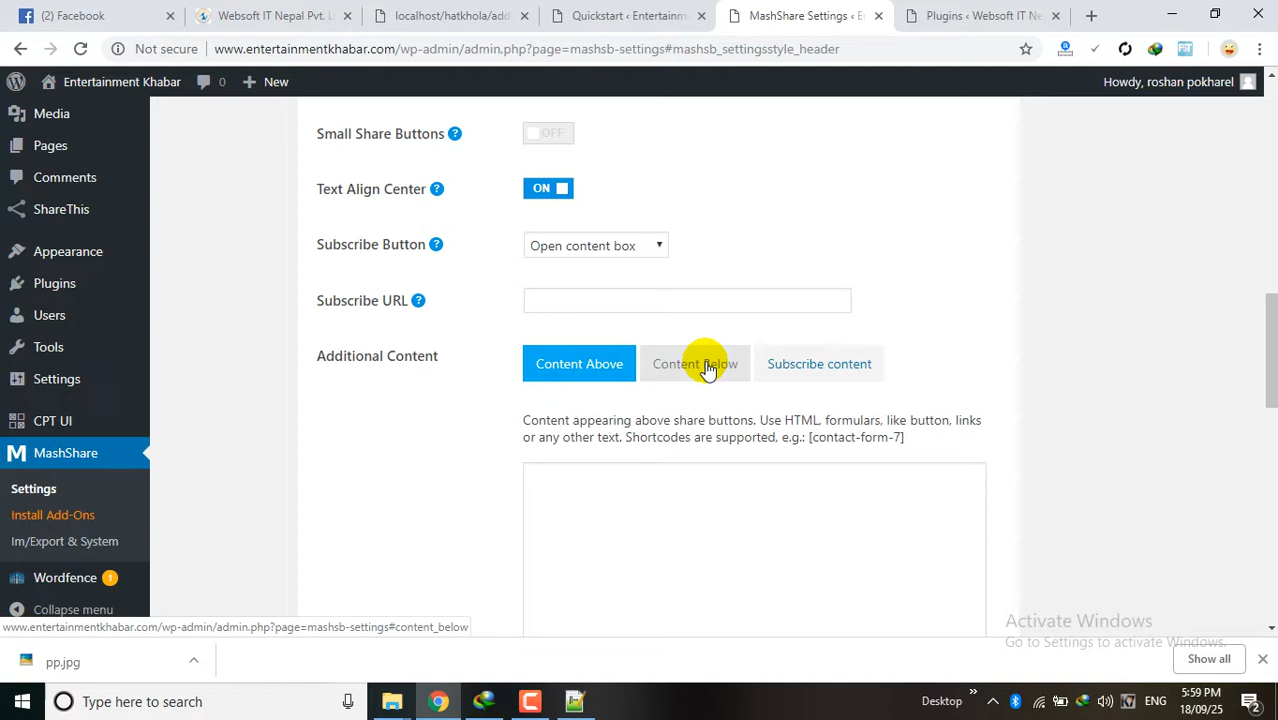 Facebook
Websoft IT Nepal Pvt. L
localhost/hatkhola/add
Quickstart ‹ Entertainm
MashShare Settings ‹ E
Plugins ‹ Websoft IT Ne
Not secure
www.entertainmentkhabar.com/wp-admin/admin.php?page=mashsb-settings#mashsb_settingsstyle_header
Entertainment Khabar
0
New
Howdy, roshan pokharel
Media
Pages
Comments
ShareThis
Appearance
Plugins
Users
Tools
Settings
CPT UI
MashShare
Settings
Install Add-Ons
Im/Export & System
Wordfence 1
Collapse menu
Small Share Buttons ?
OFF
Text Align Center ?
ON
Subscribe Button ?
Open content box
Subscribe URL ?
Additional Content
Content Above
Content Below
Subscribe content
Content appearing above share buttons. Use HTML, formulars, like button, links
or any other text. Shortcodes are supported, e.g.: [contact-form-7]
Activate Windows
Go to Settings to activate Windows.
www.entertainmentkhabar.com/wp-admin/admin.php?page=mashsb-settings#content_below
pp.jpg
Show all
Type here to search
Desktop
ENG
5:59 PM
18/09/25
2